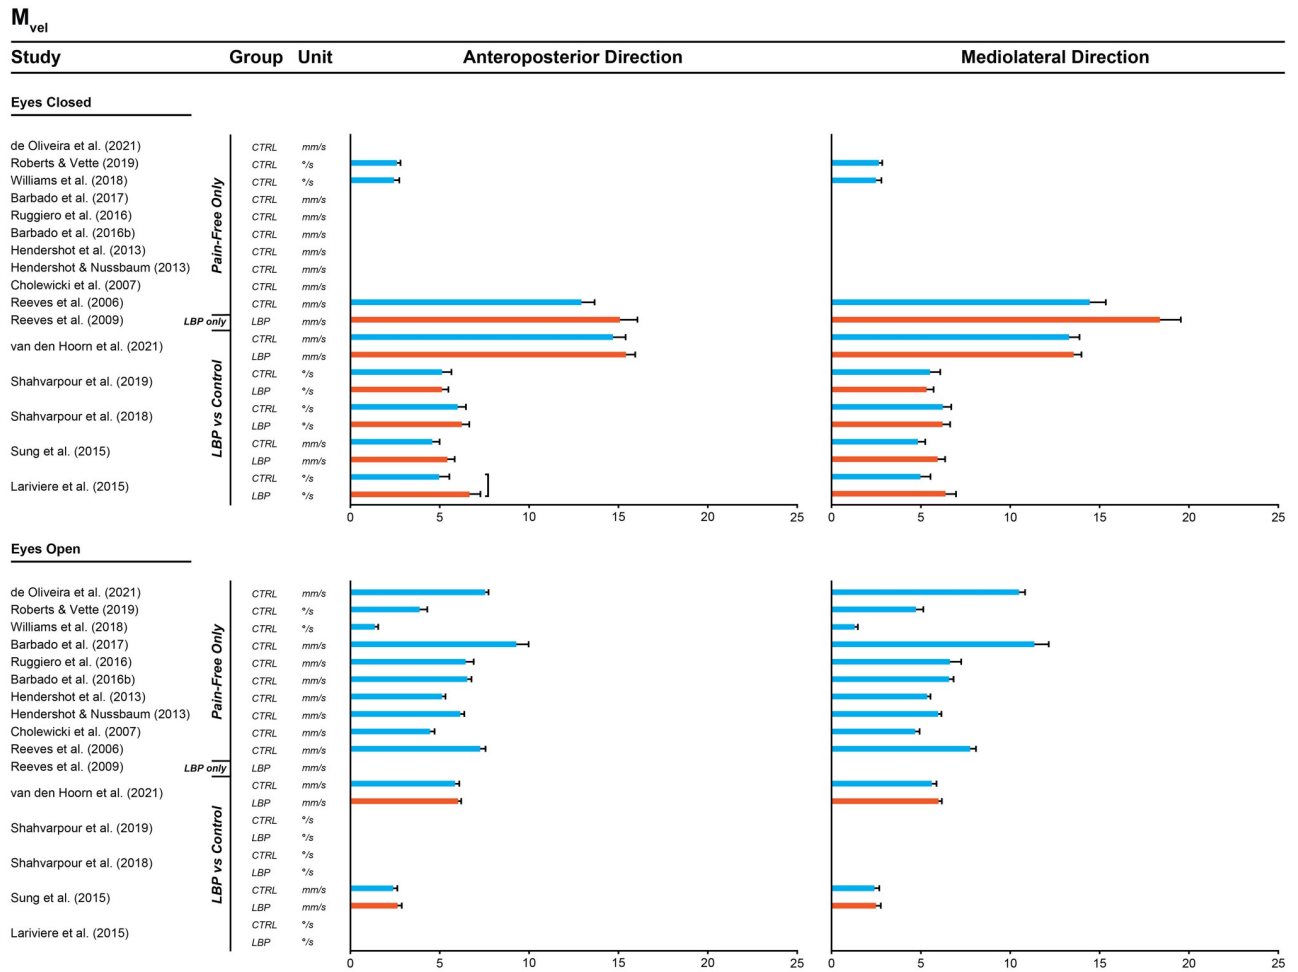 Mvel
Study Group Unit Anteroposterior Direction Mediolateral Direction
Eyes Closed
de Oliveira et al. (2021) CTRL mm/s
Roberts & Vette (2019) CTRL °/s
Williams et al. (2018) CTRL °/s
Barbado et al. (2017) CTRL mm/s
Ruggiero et al. (2016) CTRL mm/s
Barbado et al. (2016b) CTRL mm/s
Hendershot et al. (2013) CTRL mm/s
Hendershot & Nussbaum (2013) CTRL mm/s
Cholewicki et al. (2007) CTRL mm/s
Reeves et al. (2006) CTRL mm/s
Pain-Free Only
Reeves et al. (2009) LBP only LBP mm/s
van den Hoorn et al. (2021) CTRL mm/s
LBP mm/s
Shahvarpour et al. (2019) CTRL °/s
LBP °/s
Shahvarpour et al. (2018) CTRL °/s
LBP °/s
Sung et al. (2015) CTRL mm/s
LBP mm/s
Lariviere et al. (2015) CTRL °/s
LBP °/s
LBP vs Control
0 5 10 15 20 25 0 5 10 15 20 25
Eyes Open
de Oliveira et al. (2021) CTRL mm/s
Roberts & Vette (2019) CTRL °/s
Williams et al. (2018) CTRL °/s
Barbado et al. (2017) CTRL mm/s
Ruggiero et al. (2016) CTRL mm/s
Barbado et al. (2016b) CTRL mm/s
Hendershot et al. (2013) CTRL mm/s
Hendershot & Nussbaum (2013) CTRL mm/s
Cholewicki et al. (2007) CTRL mm/s
Reeves et al. (2006) CTRL mm/s
Pain-Free Only
Reeves et al. (2009) LBP only LBP mm/s
van den Hoorn et al. (2021) CTRL mm/s
LBP mm/s
Shahvarpour et al. (2019) CTRL °/s
LBP °/s
Shahvarpour et al. (2018) CTRL °/s
LBP °/s
Sung et al. (2015) CTRL mm/s
LBP mm/s
Lariviere et al. (2015) CTRL °/s
LBP °/s
LBP vs Control
0 5 10 15 20 25 0 5 10 15 20 25